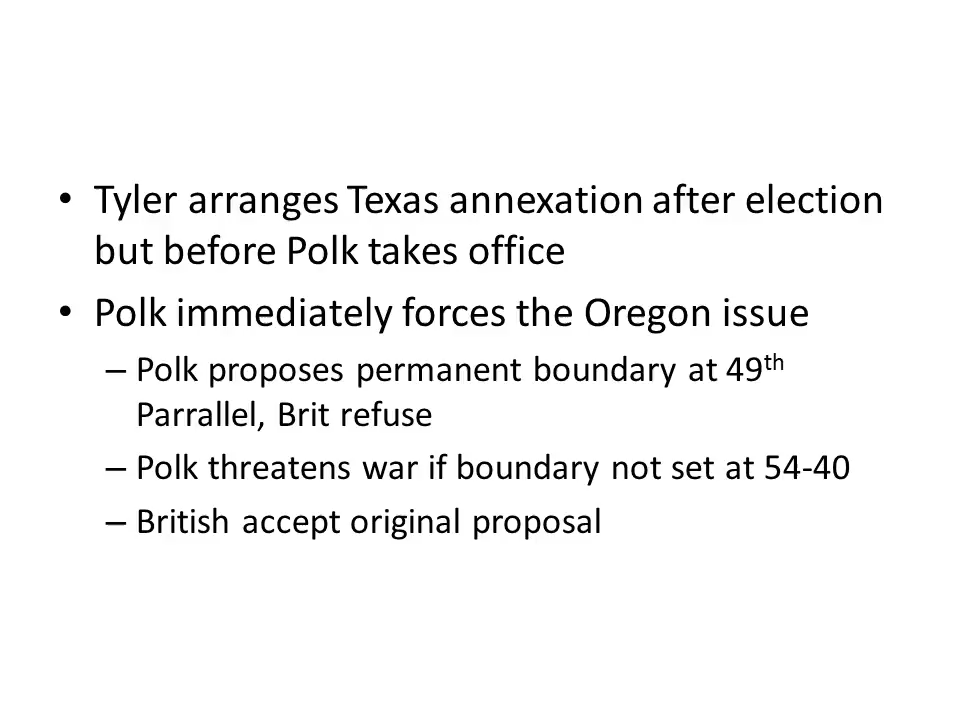 • Tyler arranges Texas annexation after election
but before Polk takes office
• Polk immediately forces the Oregon issue
– Polk proposes permanent boundary at 49th
Parrallel, Brit refuse
– Polk threatens war if boundary not set at 54-40
– British accept original proposal